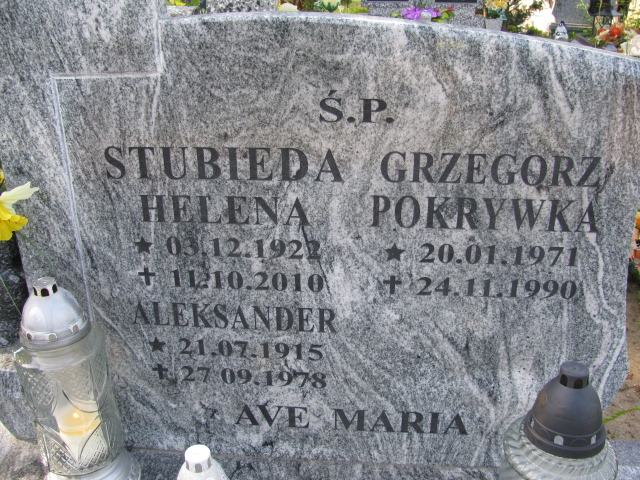 Ś.P.
STUBIEDA
HELENA
★ 03.12.1922
✝ 11.10.2010
ALEKSANDER
★ 21.07.1915
✝ 27.09.1978
GRZEGORZ
POKRYWKA
★ 20.01.1971
✝ 24.11.1990
AVE MARIA